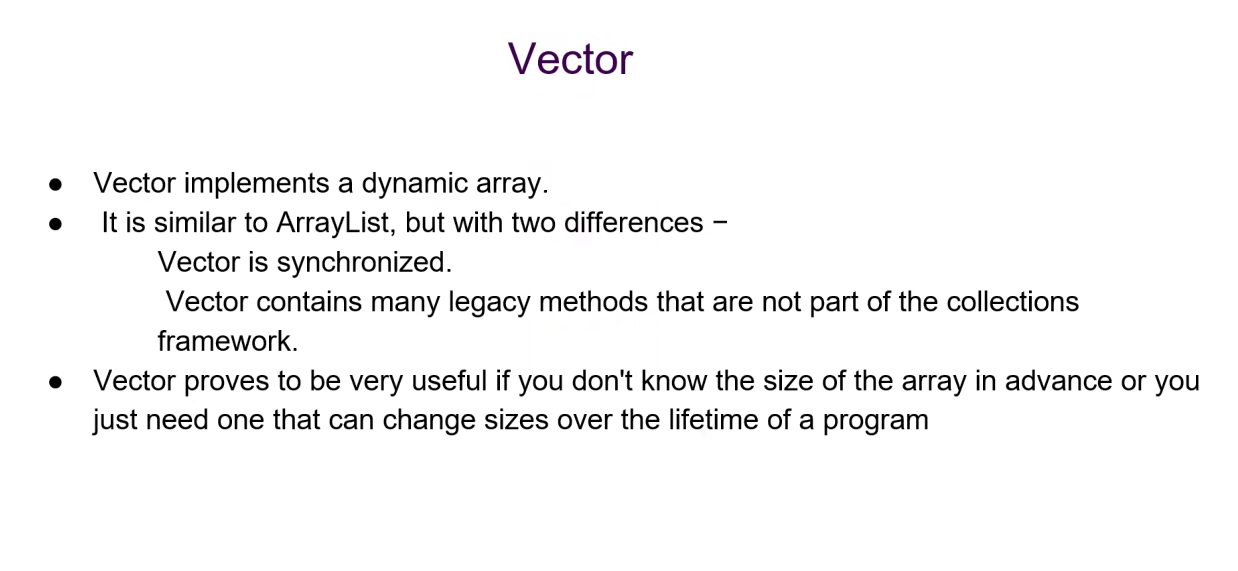 Vector
● Vector implements a dynamic array.
● It is similar to ArrayList, but with two differences −
Vector is synchronized.
Vector contains many legacy methods that are not part of the collections
framework.
● Vector proves to be very useful if you don't know the size of the array in advance or you
just need one that can change sizes over the lifetime of a program